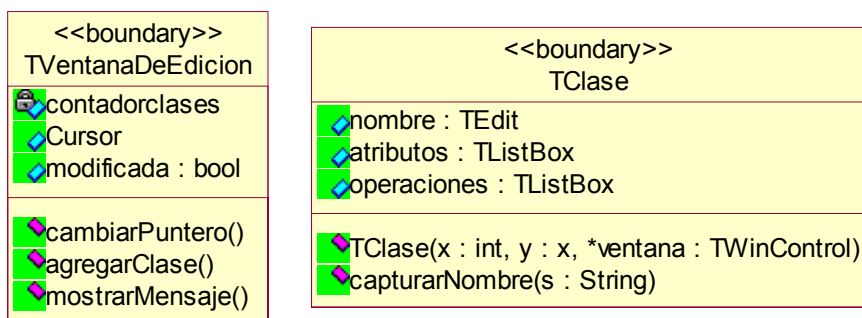 <<boundary>>
TVentanaDeEdicion
contadorclases
Cursor
modificada : bool
cambiarPuntero()
agregarClase()
mostrarMensaje()
<<boundary>>
TClase
nombre : TEdit
atributos : TListBox
operaciones : TListBox
TClase(x : int, y : x, *ventana : TWinControl)
capturarNombre(s : String)